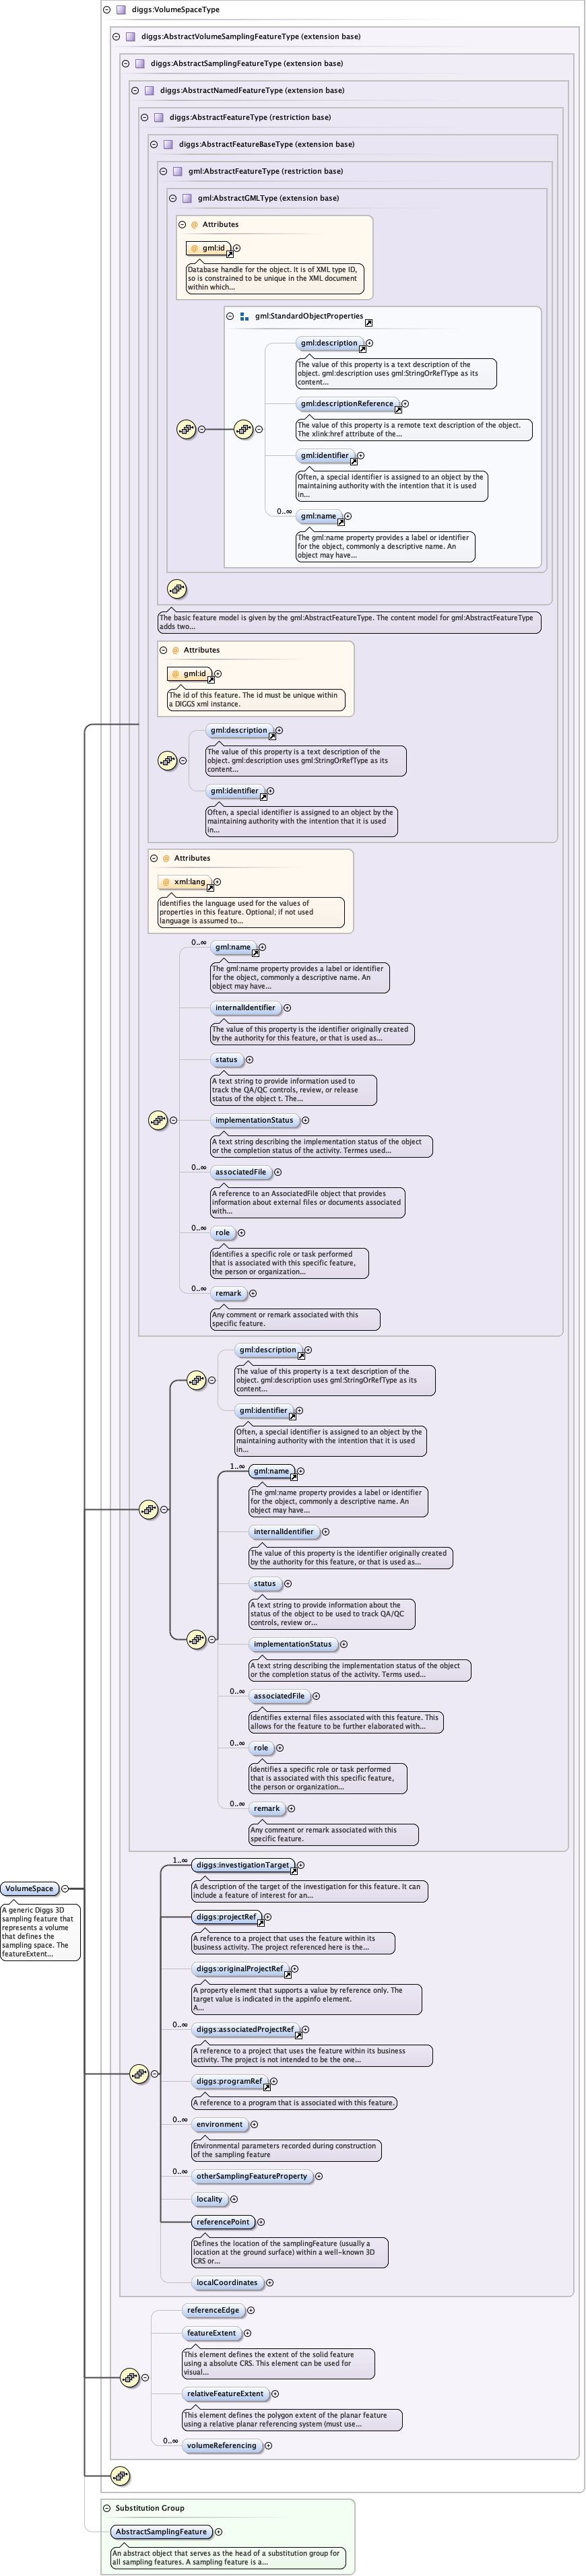 diggs:VolumeSpaceType
diggs:AbstractVolumeSamplingFeatureType (extension base)
diggs:AbstractSamplingFeatureType (extension base)
diggs:AbstractNamedFeatureType (extension base)
diggs:AbstractFeatureType (restriction base)
diggs:AbstractFeatureBaseType (extension base)
gml:AbstractFeatureType (restriction base)
gml:AbstractGMLType (extension base)
@ Attributes
@ gml:id
Database handle for the object. It is of XML type ID,
so is constrained to be unique in the XML document
within which...
gml:StandardObjectProperties
gml:description
The value of this property is a text description of the
object. gml:description uses gml:StringOrRefType as its
content...
gml:descriptionReference
The value of this property is a remote text description of the object.
The xlink:href attribute of the...
gml:identifier
Often, a special identifier is assigned to an object by the
maintaining authority with the intention that it is used
in...
0..∞
gml:name
The gml:name property provides a label or identifier
for the object, commonly a descriptive name. An
object may have...
The basic feature model is given by the gml:AbstractFeatureType. The content model for gml:AbstractFeatureType
adds two...
@ Attributes
@ gml:id
The id of this feature. The id must be unique within
a DIGGS xml instance.
gml:description
The value of this property is a text description of the
object. gml:description uses gml:StringOrRefType as its
content...
gml:identifier
Often, a special identifier is assigned to an object by the
maintaining authority with the intention that it is used
in...
@ Attributes
@ xml:lang
Identifies the language used for the values of
properties in this feature. Optional; if not used
language is assumed to...
0..∞
gml:name
The gml:name property provides a label or identifier
for the object, commonly a descriptive name. An
object may have...
internalIdentifier
The value of this property is the identifier originally created
by the authority for this feature, or that is used as...
status
A text string to provide information used to
track the QA/QC controls, review, or release
status of the object t. The...
implementationStatus
A text string describing the implementation status of the object
or the completion status of the activity. Termes used...
0..∞
associatedFile
A reference to an AssociatedFile object that provides
information about external files or documents associated
with...
0..∞
role
Identifies a specific role or task performed
that is associated with this specific feature,
the person or organization...
0..∞
remark
Any comment or remark associated with this
specific feature.
gml:description
The value of this property is a text description of the
object. gml:description uses gml:StringOrRefType as its
content...
gml:identifier
Often, a special identifier is assigned to an object by the
maintaining authority with the intention that it is used
in...
1..∞
gml:name
The gml:name property provides a label or identifier
for the object, commonly a descriptive name. An
object may have...
internalIdentifier
The value of this property is the identifier originally created
by the authority for this feature, or that is used as...
status
A text string to provide information about the
status of the object to be used to track QA/QC
controls, review or...
implementationStatus
A text string describing the implementation status of the object
or the completion status of the activity. Terms used...
0..∞
associatedFile
Identifies external files associated with this feature. This
allows for the feature to be further elaborated with...
0..∞
role
Identifies a specific role or task performed
that is associated with this specific feature,
the person or organization...
0..∞
remark
Any comment or remark associated with this
specific feature.
VolumeSpace
A generic Diggs 3D
sampling feature that
represents a volume
that defines the
sampling space. The
featureExtent...
1..∞
diggs:investigationTarget
A description of the target of the investigation for this feature. It can
include a feature of interest for an...
diggs:projectRef
A reference to a project that uses the feature within its
business activity. The project referenced here is the...
diggs:originalProjectRef
A property element that supports a value by reference only. The
target value is indicated in the appinfo element.
A...
0..∞
diggs:associatedProjectRef
A reference to a project that uses the feature within its business
activity. The project is not intended to be the one...
diggs:programRef
A reference to a program that is associated with this feature.
0..∞
environment
Environmental parameters recorded during construction
of the sampling feature
0..∞
otherSamplingFeatureProperty
locality
referencePoint
Defines the location of the samplingFeature (usually a
location at the ground surface) within a well-known 3D
CRS or...
localCoordinates
referenceEdge
featureExtent
This element defines the extent of the solid feature
using a absolute CRS. This element can be used for
visual...
relativeFeatureExtent
This element defines the polygon extent of the planar feature
using a relative planar referencing system (must use...
0..∞
volumeReferencing
Substitution Group
AbstractSamplingFeature
An abstract object that serves as the head of a substitution group for
all sampling features. A sampling feature is a...